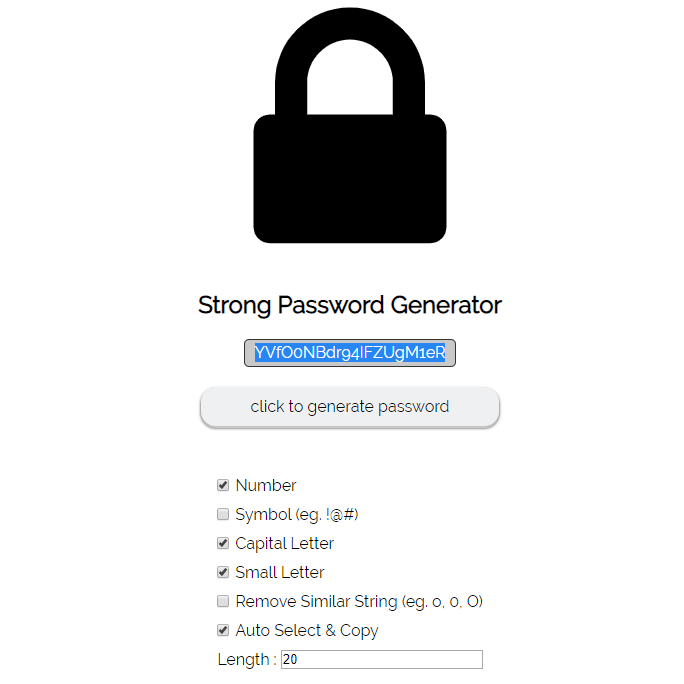 Strong Password Generator
YVfO0NBdr94IFZUgM1eR
click to generate password
Number
Symbol (eg. !@#)
Capital Letter
Small Letter
Remove Similar String (eg. o, 0, O)
Auto Select & Copy
Length : 20